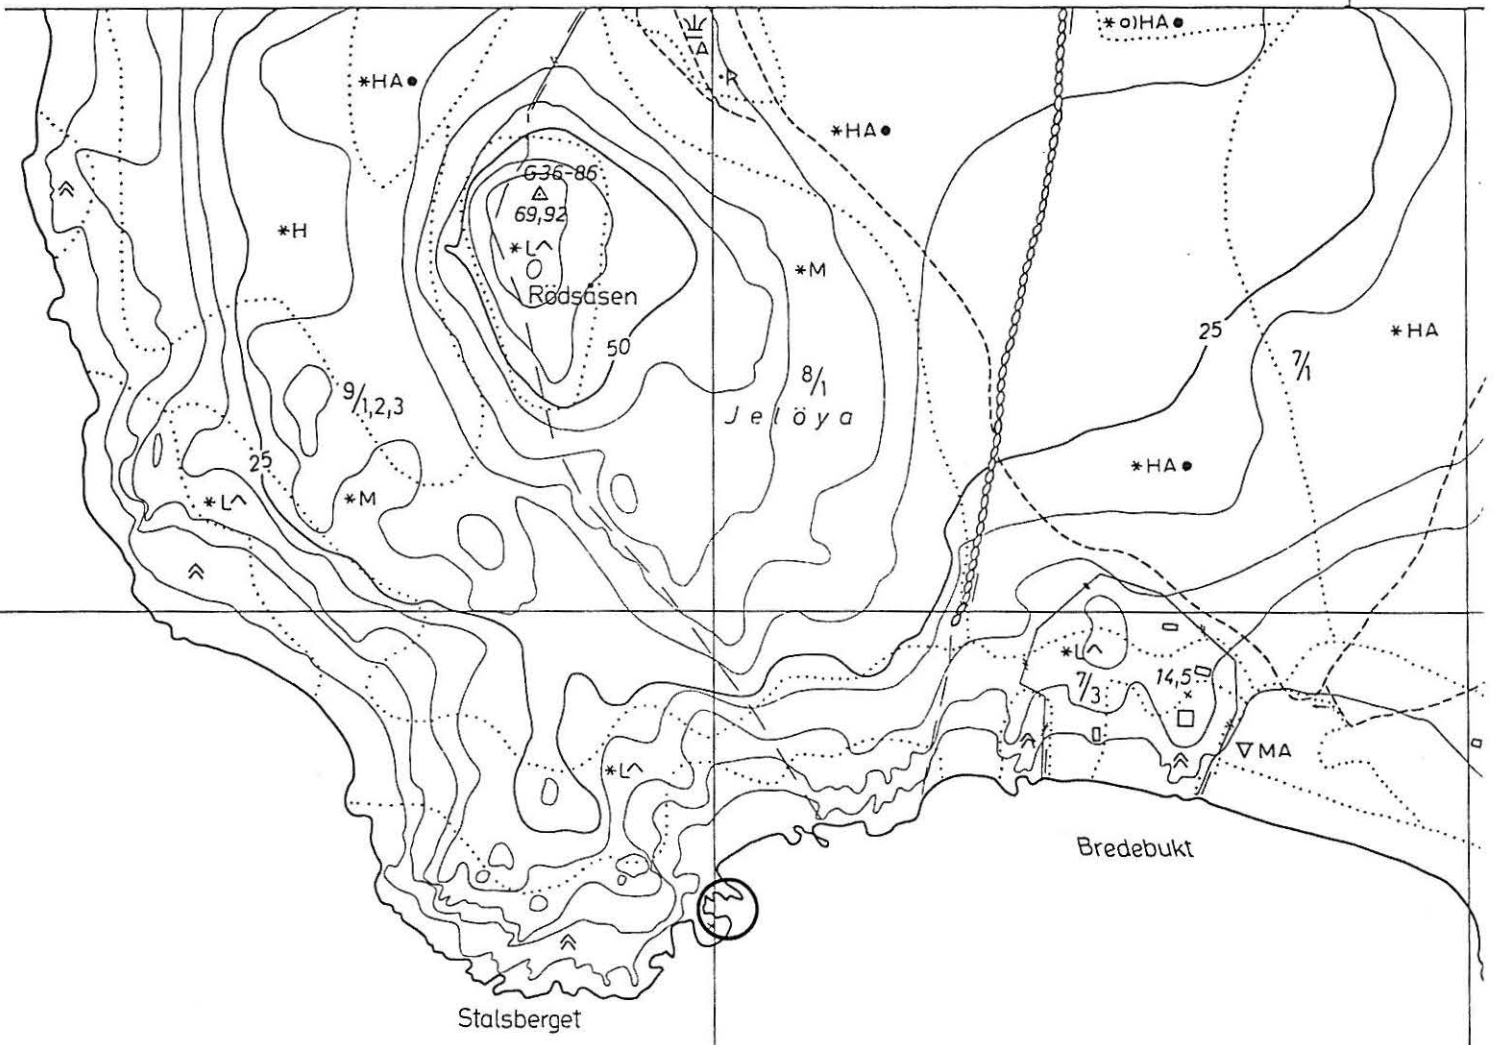 *o)HA●
*HA●
*HA●
G36-86
69,92
*H
*L^
*M
Rödsåsen
25
*HA
50
8/1
7/1
9/1,2,3
Jelöya
25
*HA●
*L^
*M
*L^
7/3
14,5
MA
*L^
Bredebukt
Stalsberget